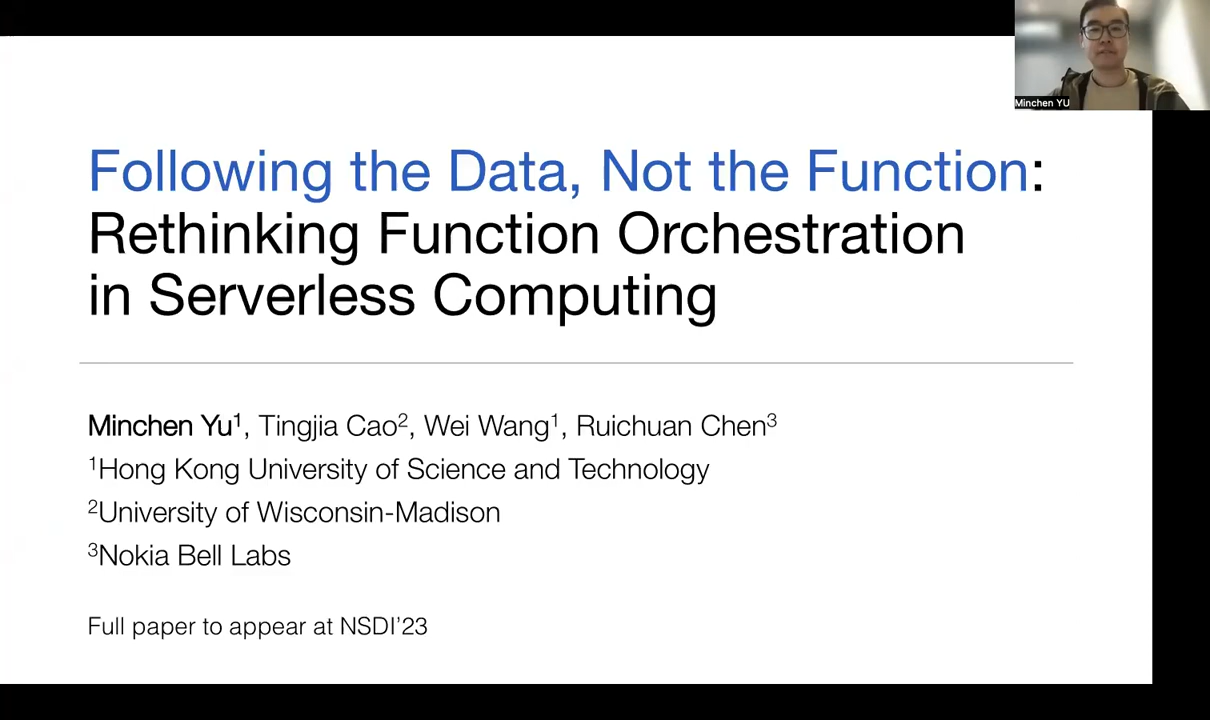 Minchen YU
Following the Data, Not the Function:
Rethinking Function Orchestration
in Serverless Computing
Minchen Yu¹, Tingjia Cao², Wei Wang¹, Ruichuan Chen³
¹Hong Kong University of Science and Technology
²University of Wisconsin-Madison
³Nokia Bell Labs
Full paper to appear at NSDI’23